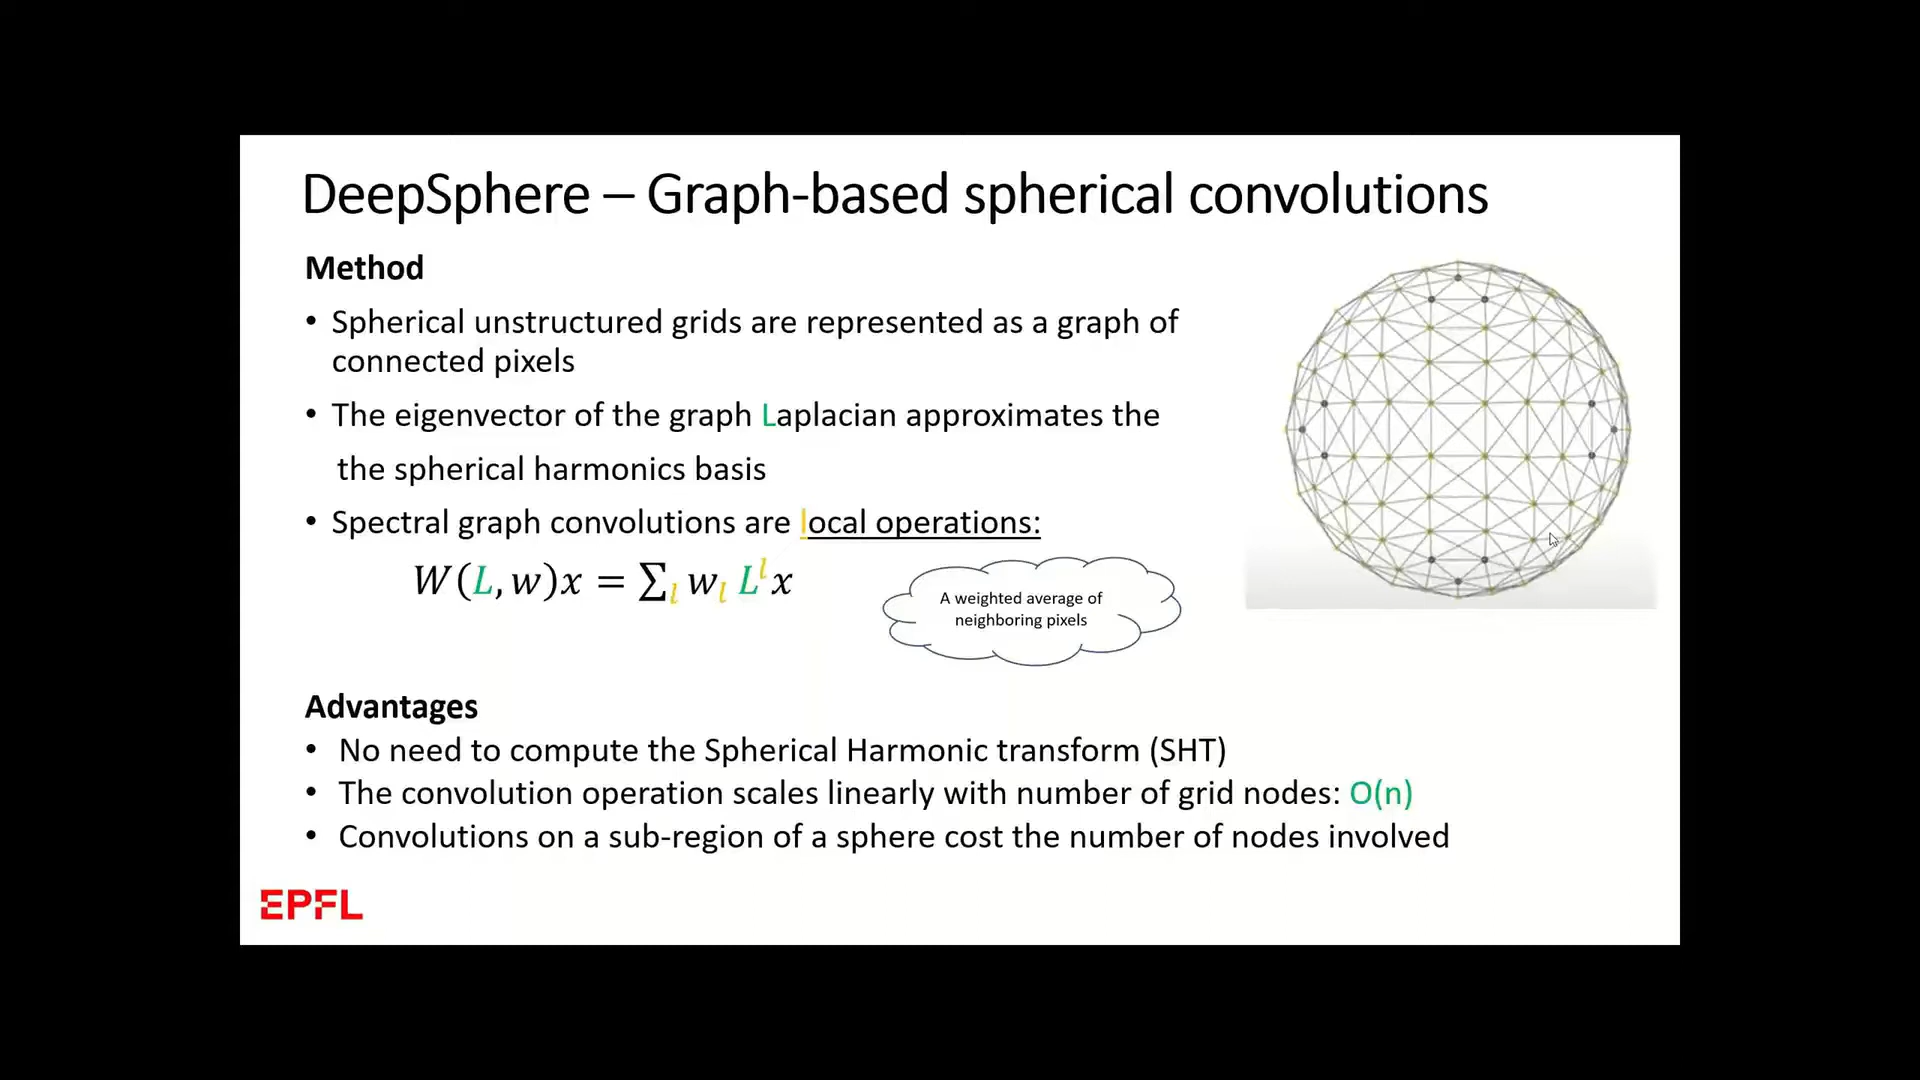 DeepSphere – Graph-based spherical convolutions
Method
• Spherical unstructured grids are represented as a graph of
connected pixels
• The eigenvector of the graph Laplacian approximates the
the spherical harmonics basis
• Spectral graph convolutions are local operations:
W(L, w)x = ∑_l w_l L^l x
A weighted average of
neighboring pixels
Advantages
• No need to compute the Spherical Harmonic transform (SHT)
• The convolution operation scales linearly with number of grid nodes: O(n)
• Convolutions on a sub-region of a sphere cost the number of nodes involved
EPFL